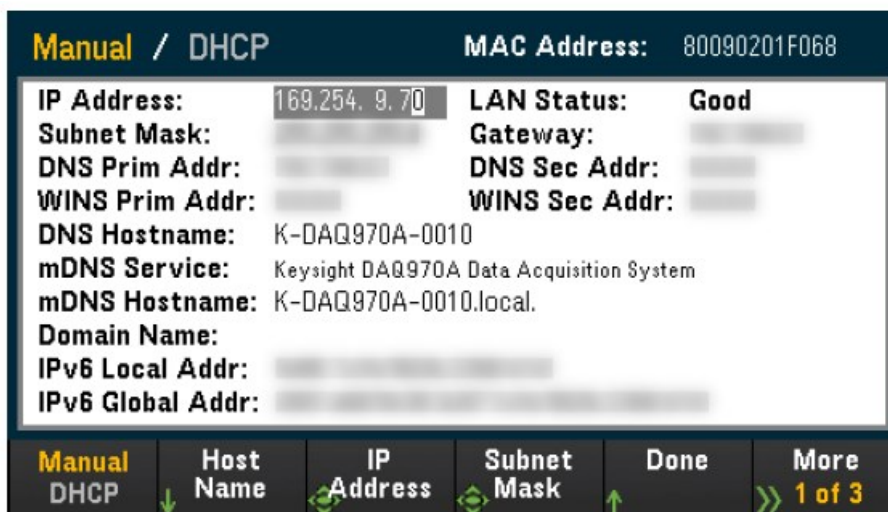 Manual / DHCP MAC Address: 80090201F068
IP Address: 169.254. 9.70 LAN Status: Good
Subnet Mask: Gateway:
DNS Prim Addr: DNS Sec Addr:
WINS Prim Addr: WINS Sec Addr:
DNS Hostname: K-DAQ970A-0010
mDNS Service: Keysight DAQ970A Data Acquisition System
mDNS Hostname: K-DAQ970A-0010.local.
Domain Name:
IPv6 Local Addr:
IPv6 Global Addr:
Manual Host IP Subnet Done More
DHCP Name Address Mask 1 of 3